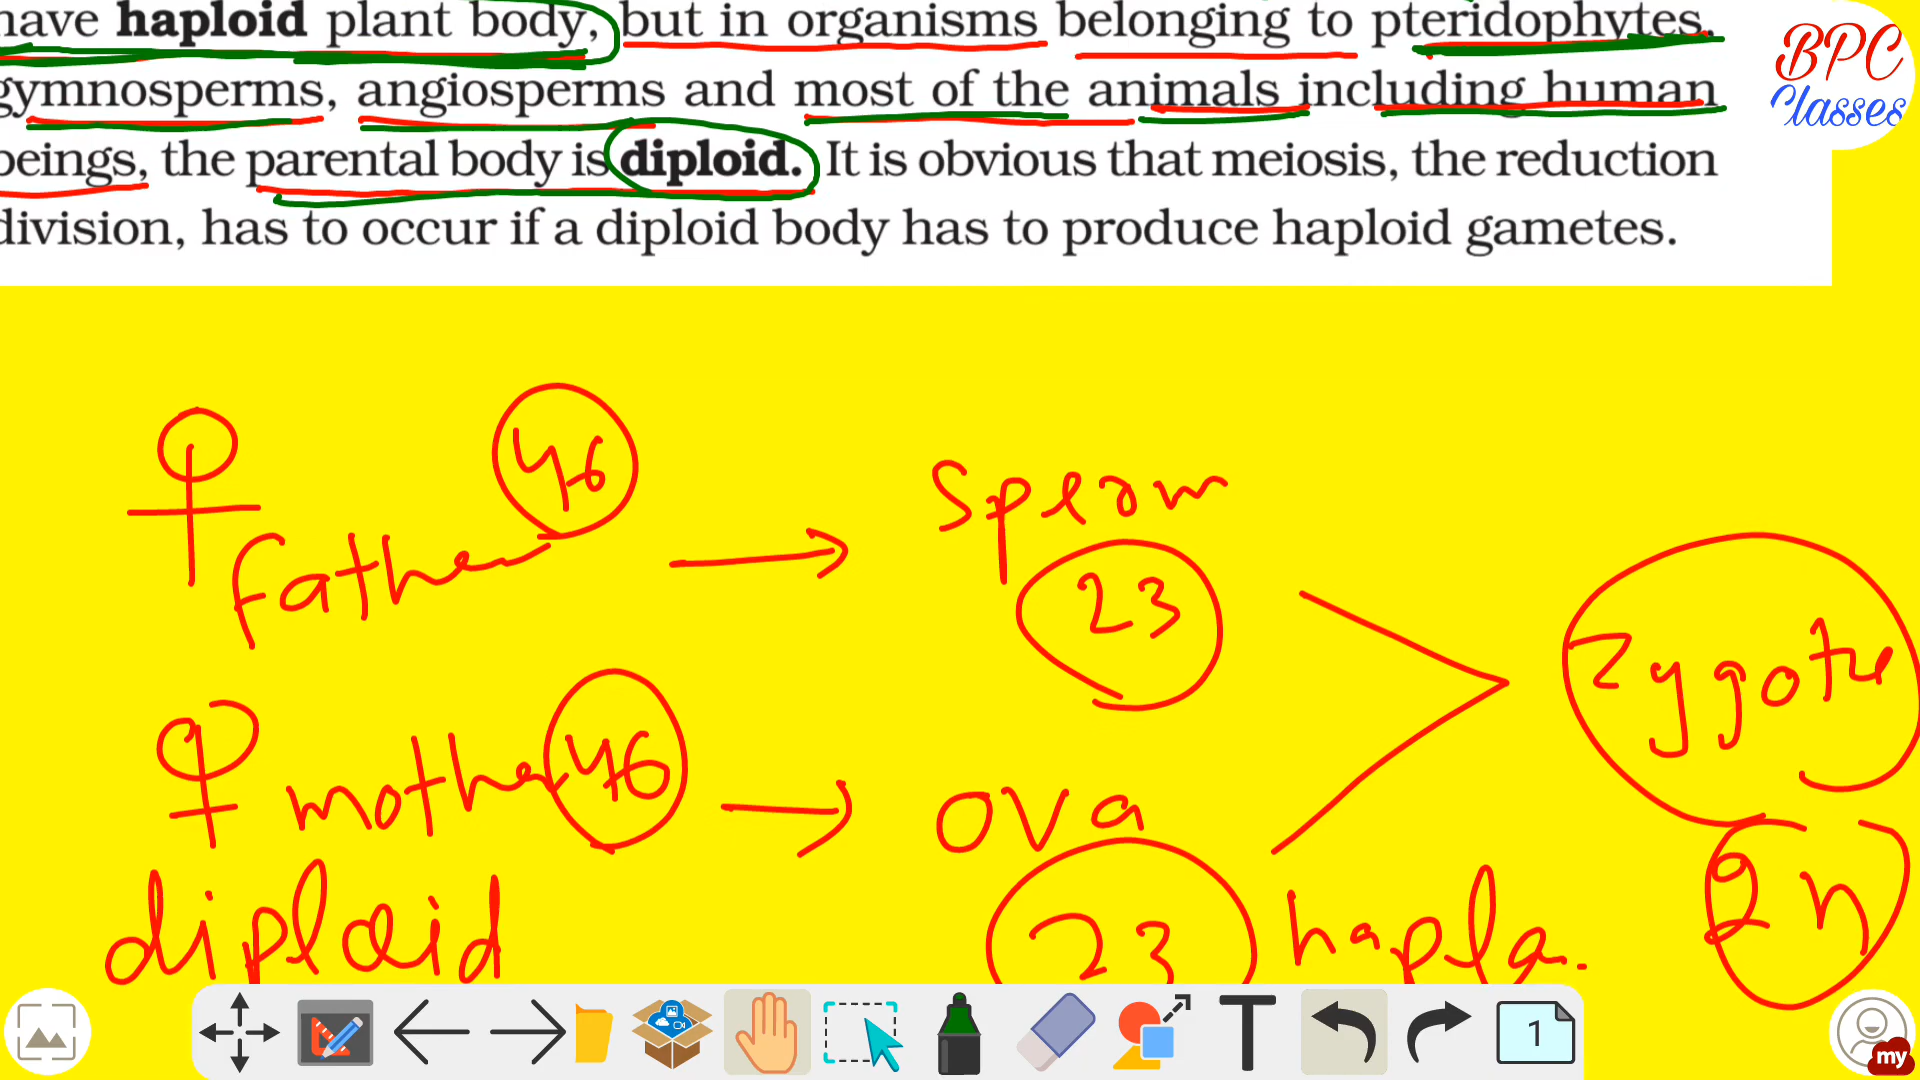 have haploid plant body, but in organisms belonging to pteridophytes,
gymnosperms, angiosperms and most of the animals including human
beings, the parental body is diploid. It is obvious that meiosis, the reduction
division, has to occur if a diploid body has to produce haploid gametes.
BPC
Classes
46
Father
Sperm
23
Zygote
mother 46
ova
2n
diploid
23
haplo.
T
1
my